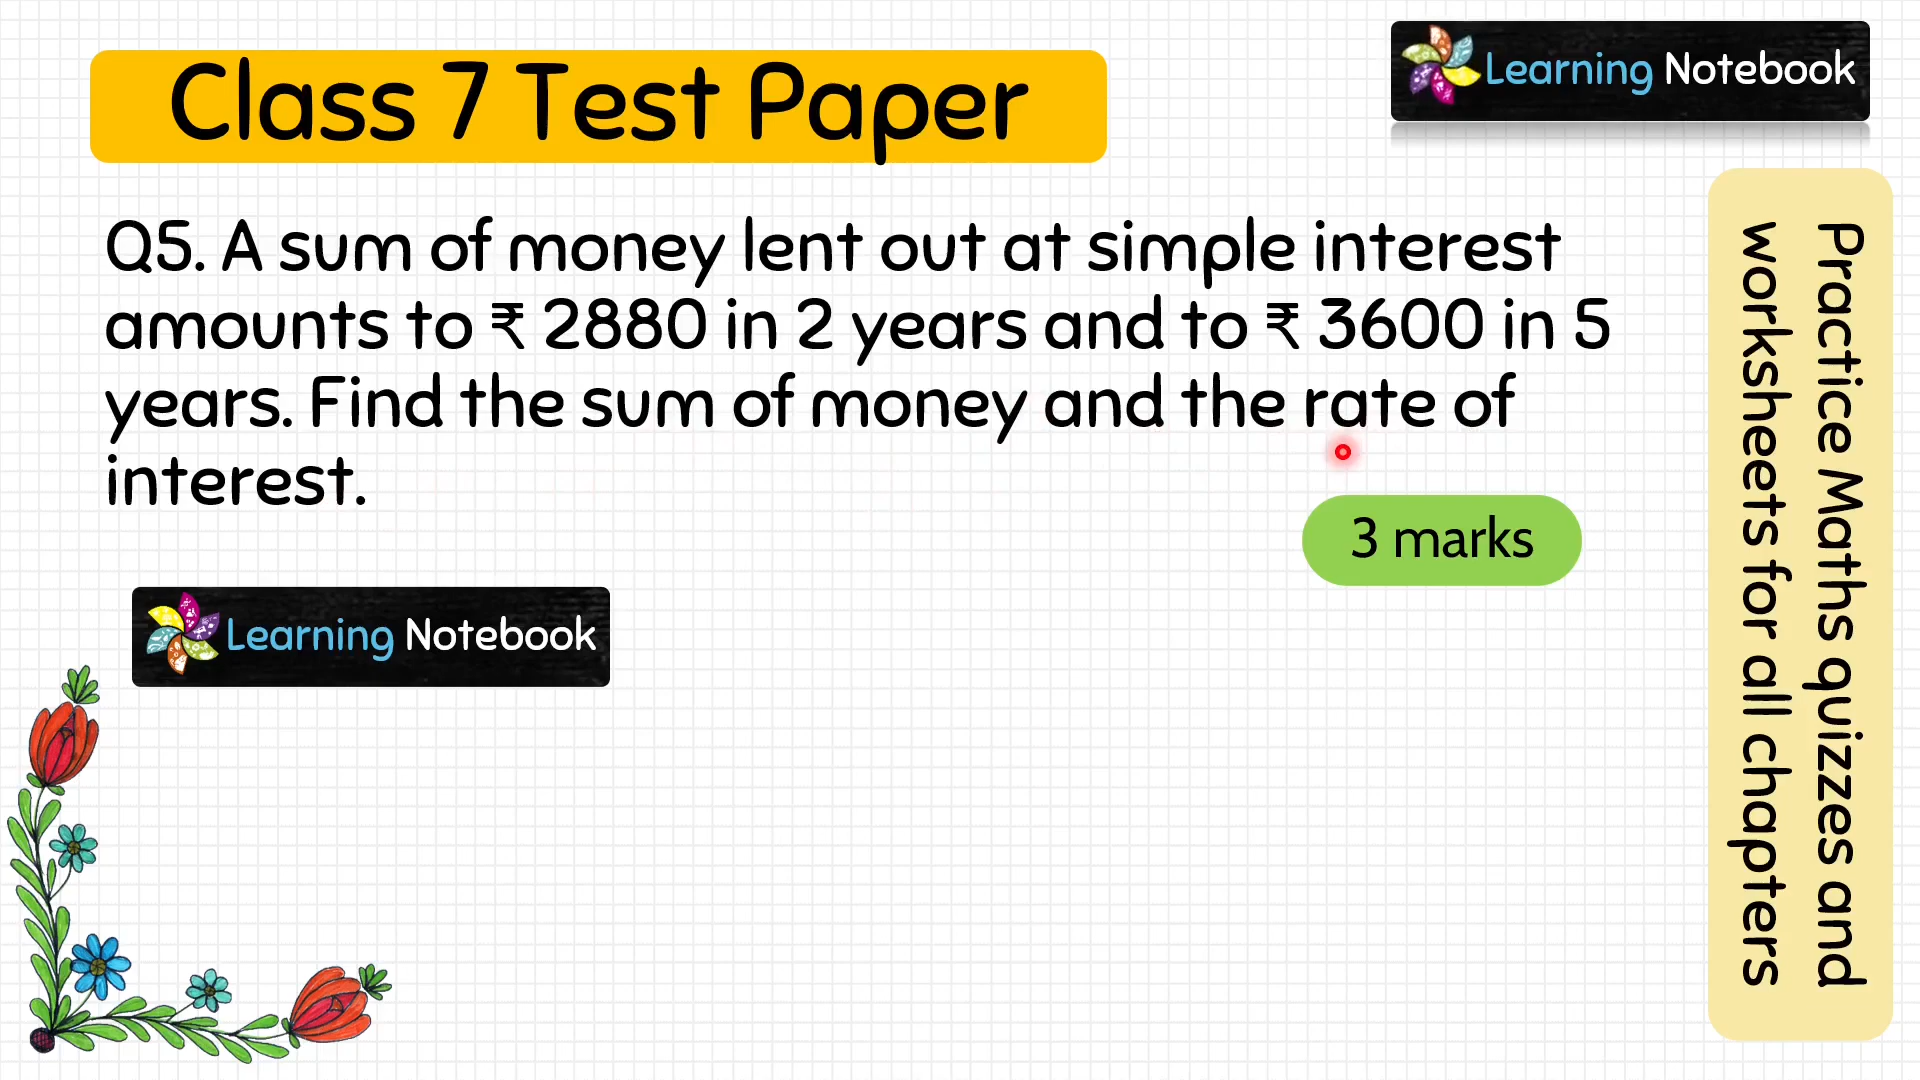 Class 7 Test Paper
Learning Notebook
Q5. A sum of money lent out at simple interest
amounts to ₹ 2880 in 2 years and to ₹ 3600 in 5
years. Find the sum of money and the rate of
interest.
3 marks
Learning Notebook
Practice Maths quizzes and
worksheets for all chapters